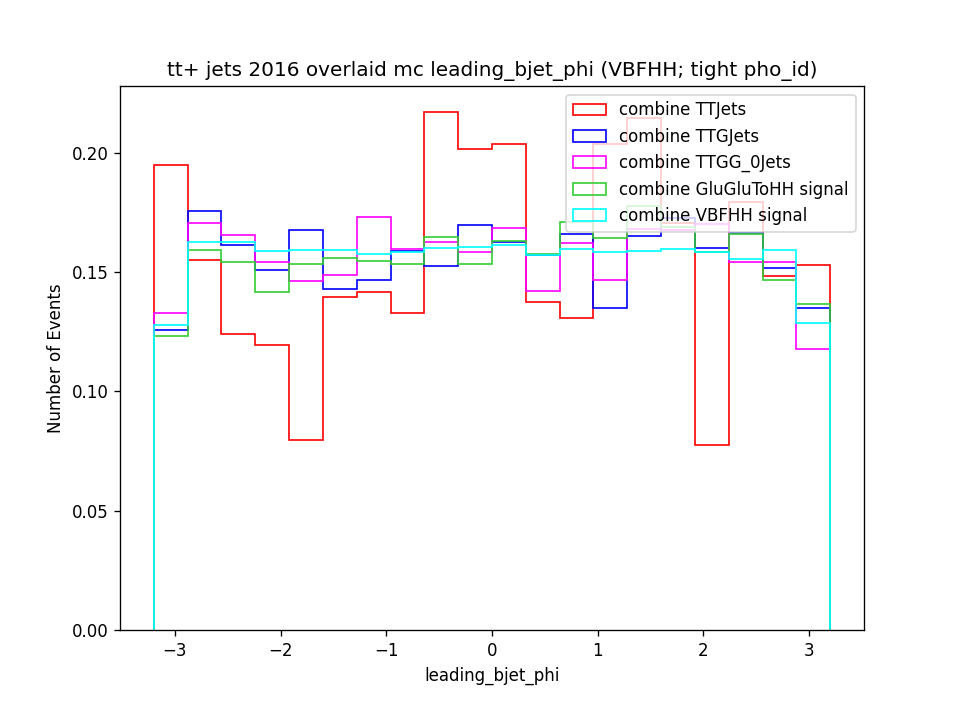 tt+ jets 2016 overlaid mc leading_bjet_phi (VBFHH; tight pho_id)
combine TTJets
combine TTGJets
combine TTGG_0Jets
combine GluGluToHH signal
combine VBFHH signal
Number of Events
0.20
0.15
0.10
0.05
0.00
−3 −2 −1 0 1 2 3
leading_bjet_phi